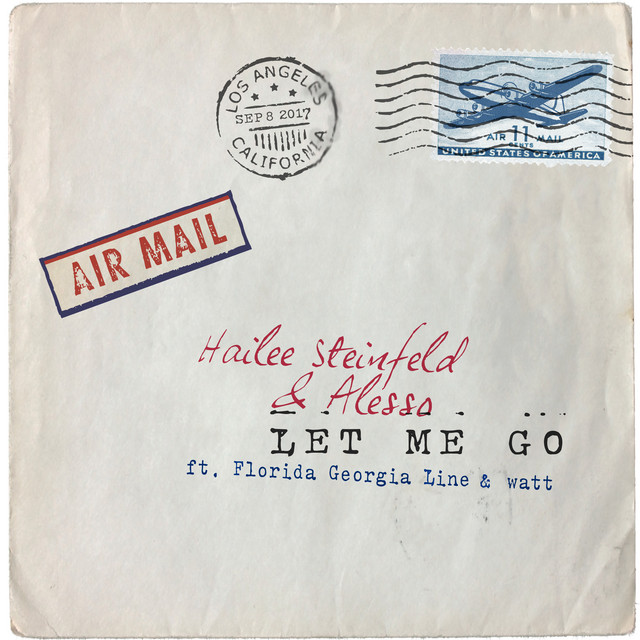 LOS ANGELES
SEP 8 2017
CALIFORNIA
AIR 11 MAIL
CENTS
UNITED STATES OF AMERICA
AIR MAIL
Hailee Steinfeld
& Alesso
LET ME GO
ft. Florida Georgia Line & watt